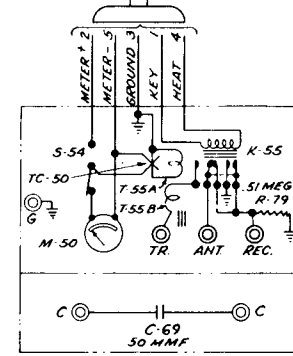 METER+ 2
METER- 5
GROUND 3
KEY 1
HEAT 4
S-54
K-55
TC-50
T-55A
.51 MEG
R-79
T-55B
G
M-50
TR.
ANT.
REC.
C
C
C-69
50 MMF